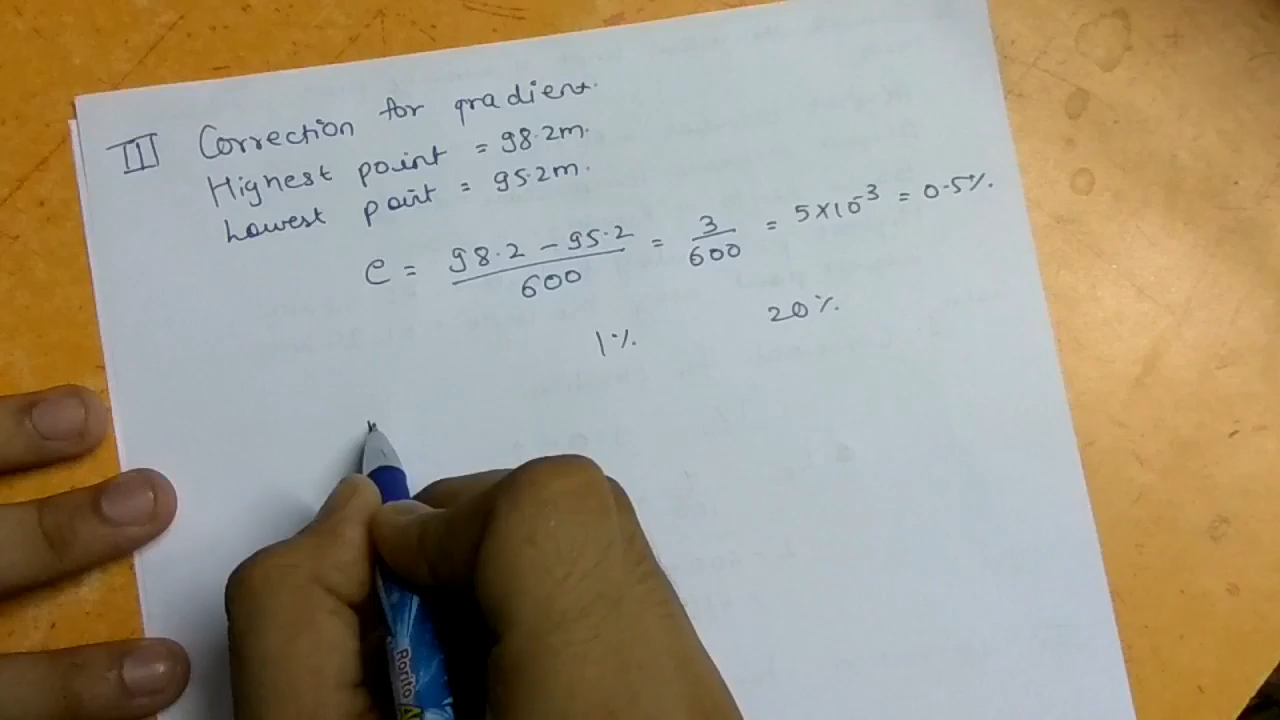 III Correction for gradient.
Highest point = 98.2m.
Lowest point = 95.2m.
e = 98.2 - 95.2 / 600 = 3 / 600 = 5×10⁻³ = 0.5%.
1% 20%
Rorito